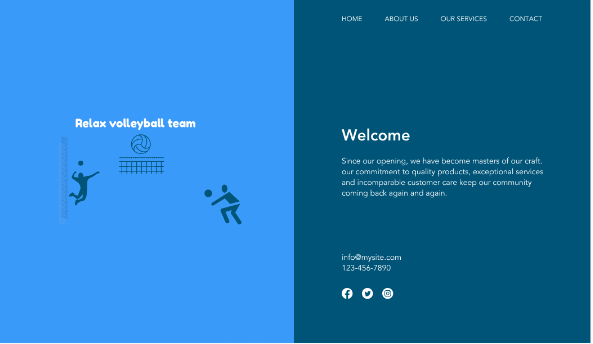 HOME ABOUT US OUR SERVICES CONTACT
Relax volleyball team
Welcome
Since our opening, we have become masters of our craft.
our commitment to quality products, exceptional services
and incomparable customer care keep our community
coming back again and again.
info@mysite.com
123-456-7890